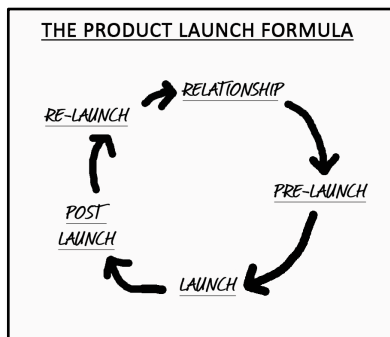 THE PRODUCT LAUNCH FORMULA
RELATIONSHIP
RE-LAUNCH
PRE-LAUNCH
POST
LAUNCH
LAUNCH